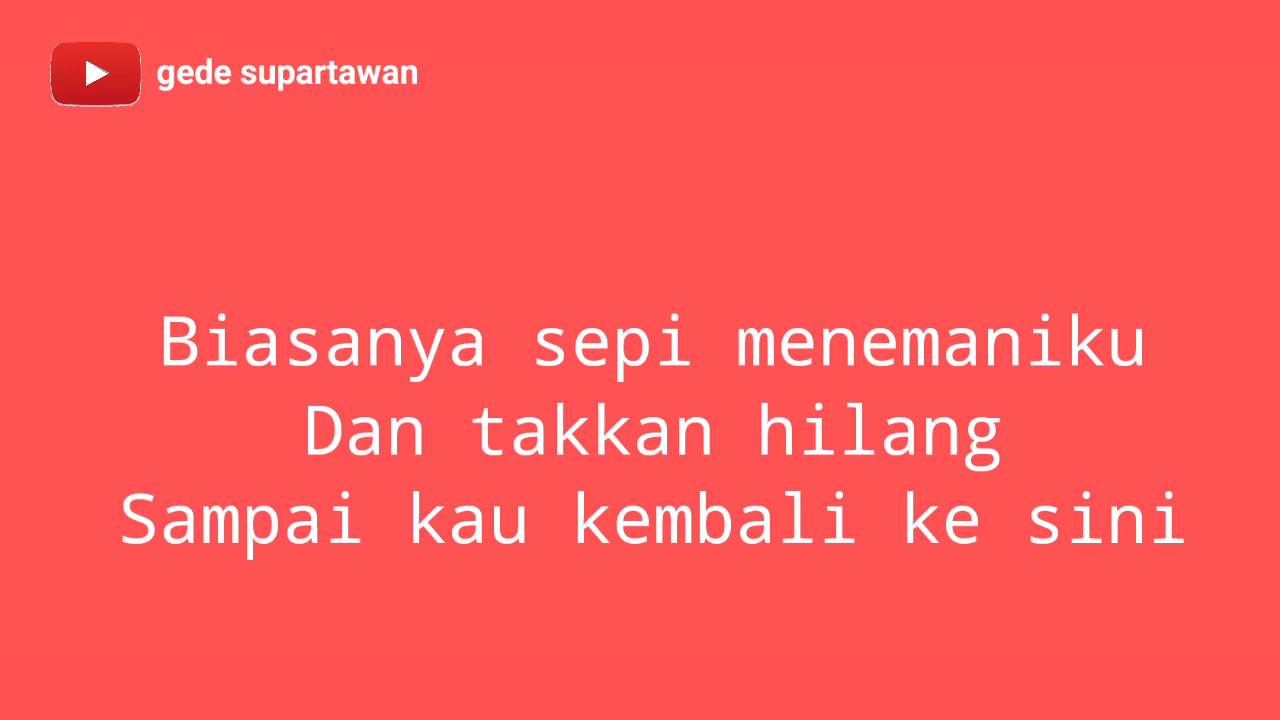 gede supartawan
Biasanya sepi menemaniku
Dan takkan hilang
Sampai kau kembali ke sini